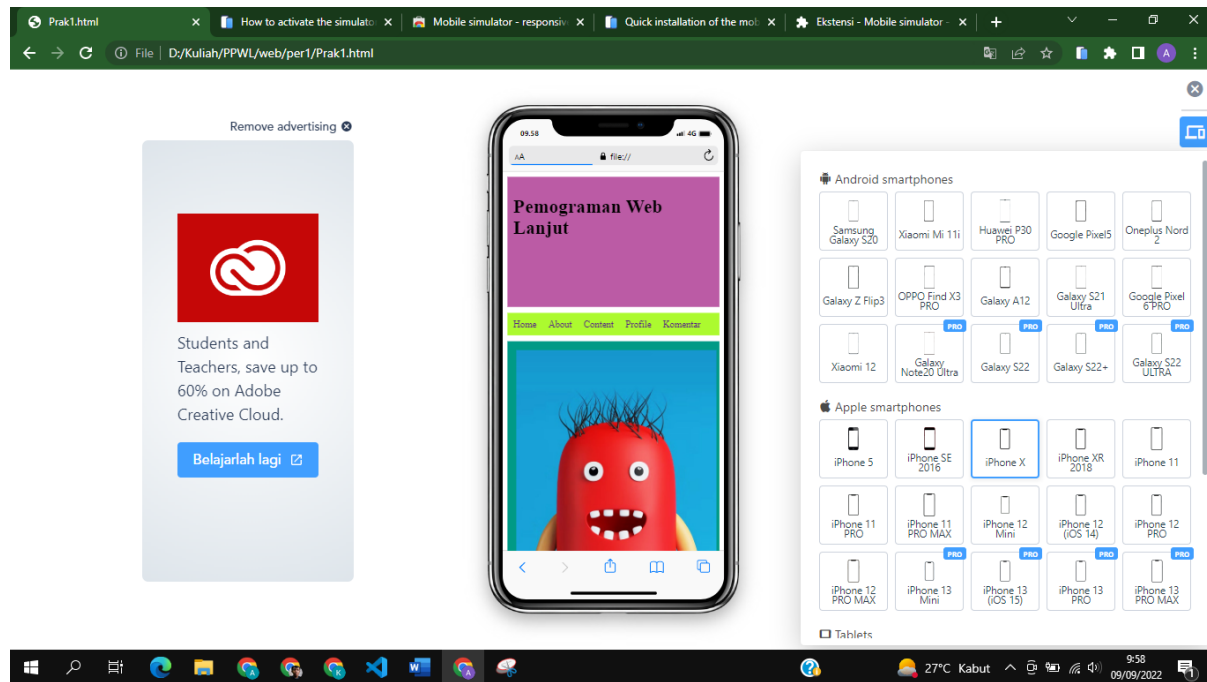 Prak1.html
How to activate the simulato
Mobile simulator - responsiv
Quick installation of the mob
Ekstensi - Mobile simulator -
File | D:/Kuliah/PPWL/web/per1/Prak1.html
A
Remove advertising
Students and
Teachers, save up to
60% on Adobe
Creative Cloud.
Belajarlah lagi
09.58
4G
AA
file://
Pemograman Web
Lanjut
Home About Content Profile Komentar
Android smartphones
Samsung
Galaxy S20
Xiaomi Mi 11i
Huawei P30
PRO
Google Pixel5
Oneplus Nord
2
Galaxy Z Flip3
OPPO Find X3
PRO
Galaxy A12
Galaxy S21
Ultra
Google Pixel
6 PRO
Xiaomi 12
PRO
Galaxy
Note20 Ultra
PRO
Galaxy S22
PRO
Galaxy S22+
PRO
Galaxy S22
ULTRA
Apple smartphones
iPhone 5
iPhone SE
2016
iPhone X
iPhone XR
2018
iPhone 11
iPhone 11
PRO
iPhone 11
PRO MAX
iPhone 12
Mini
iPhone 12
(iOS 14)
iPhone 12
PRO
iPhone 12
PRO MAX
PRO
iPhone 13
Mini
PRO
iPhone 13
(iOS 15)
PRO
iPhone 13
PRO
PRO
iPhone 13
PRO MAX
Tablets
27°C Kabut
9:58
09/09/2022
1